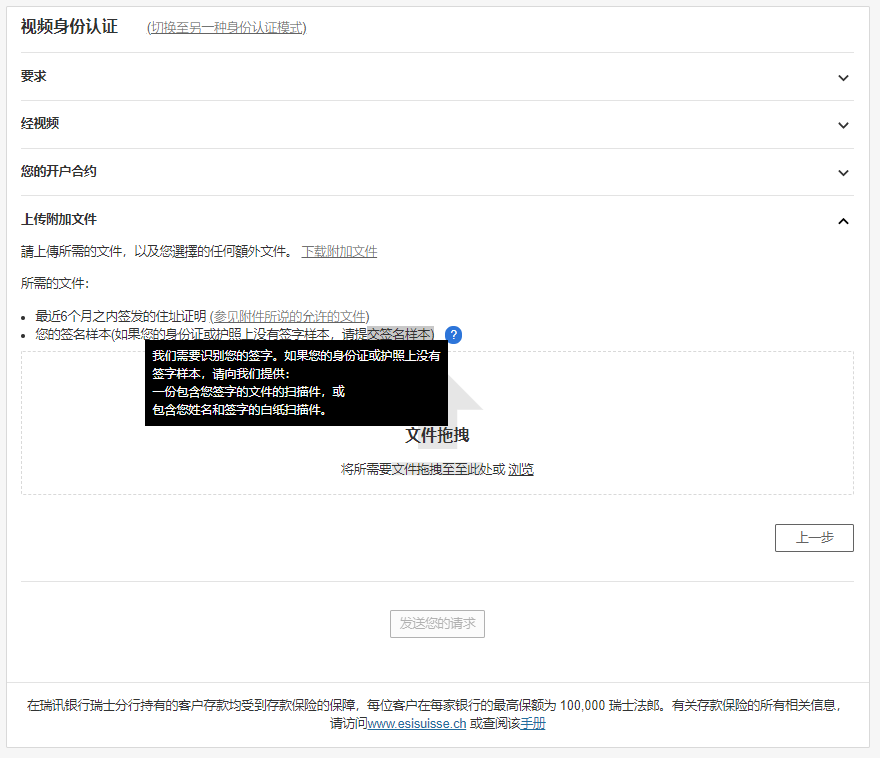 视频身份认证 (切换至另一种身份认证模式)
要求
经视频
您的开户合约
上传附加文件
請上傳所需的文件，以及您選擇的任何額外文件。 下载附加文件
所需的文件：
最近6个月之内签发的住址证明 (参见附件所说的允许的文件)
您的签名样本(如果您的身份证或护照上没有签字样本，请提交签名样本) ?
我们需要识别您的签字。如果您的身份证或护照上没有
签字样本，请向我们提供：
一份包含您签字的文件的扫描件，或
包含您姓名和签字的白纸扫描件。
文件拖拽
将所需要文件拖拽至至此处或 浏览
上一步
发送您的请求
在瑞讯银行瑞士分行持有的客户存款均受到存款保险的保障，每位客户在每家银行的最高保额为 100,000 瑞士法郎。有关存款保险的所有相关信息，
请访问www.esisuisse.ch 或查阅该手册